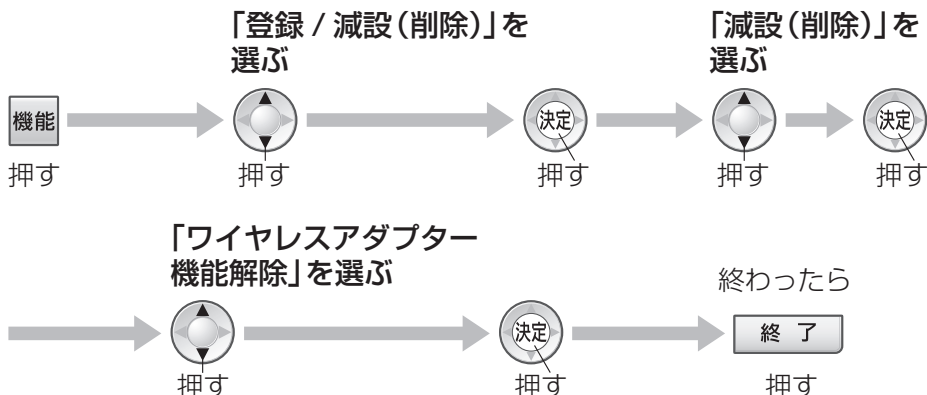 「登録 / 減設（削除）」を
選ぶ
「減設（削除）」を
選ぶ
機能
決定
決定
押す
押す
押す
押す
押す
「ワイヤレスアダプター
機能解除」を選ぶ
終わったら
決定
終 了
押す
押す
押す